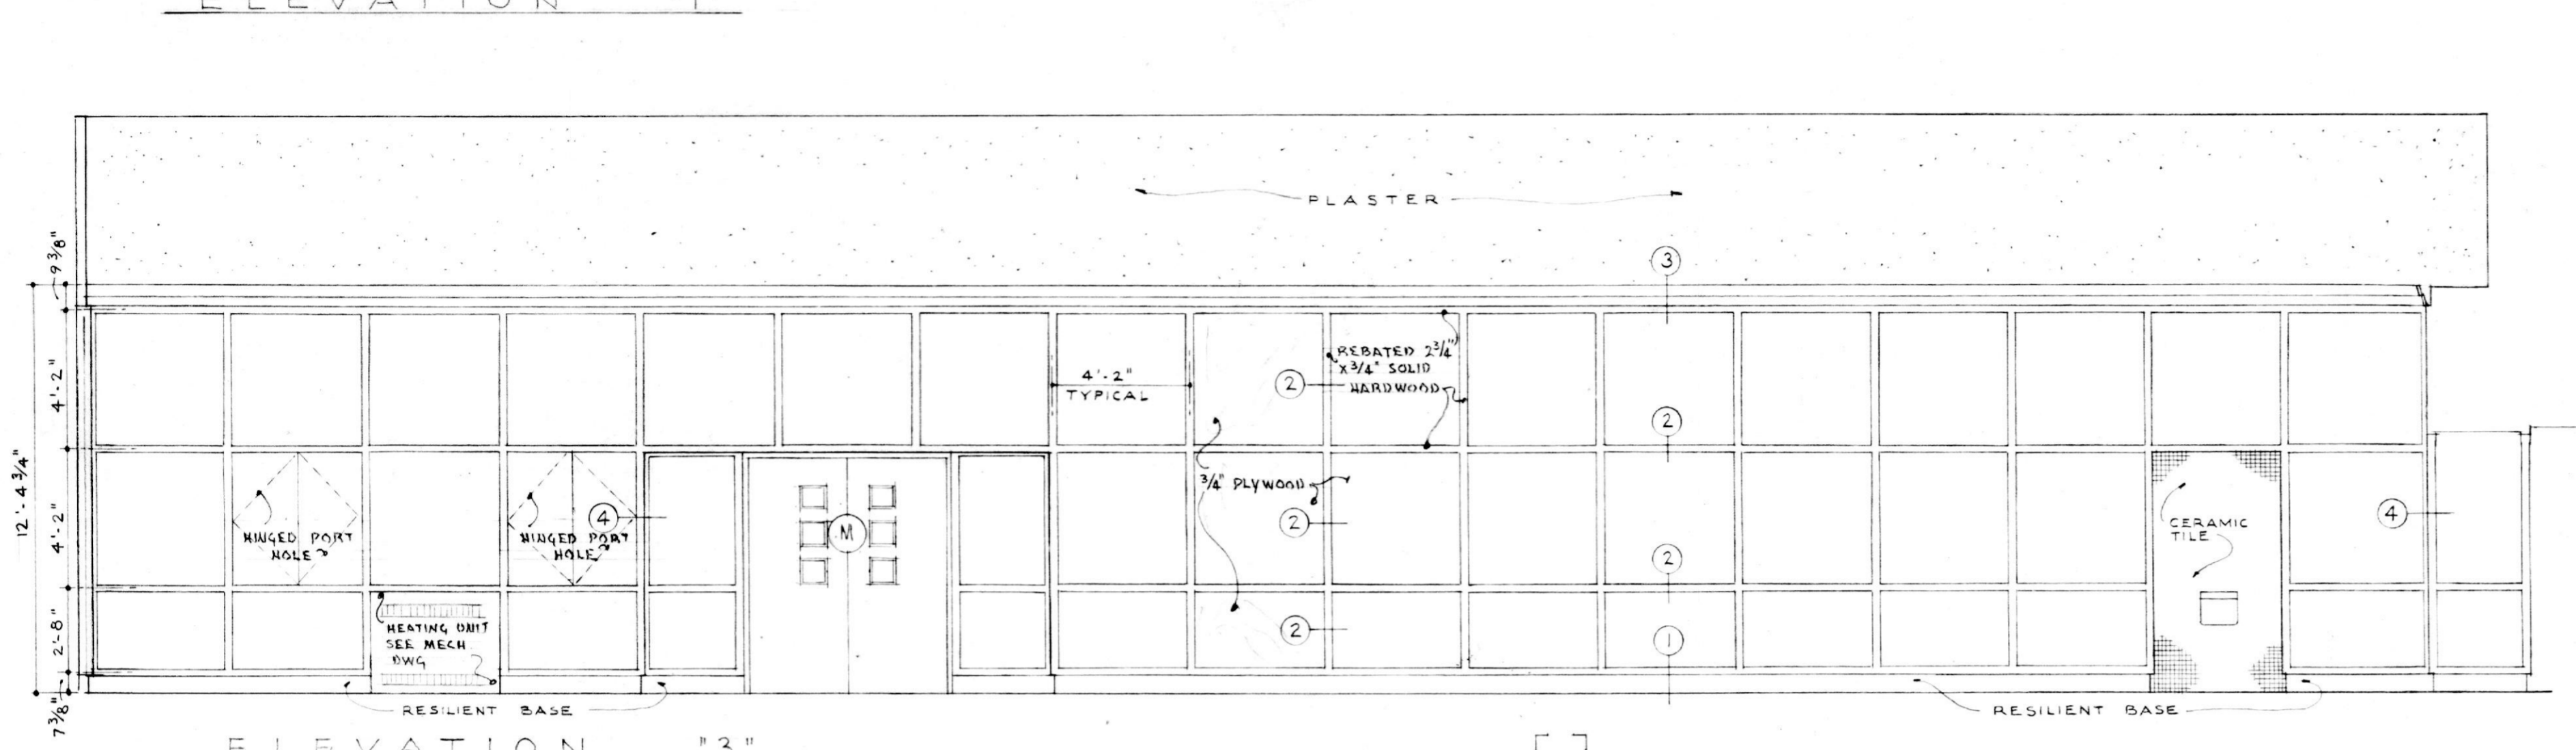 ELEVATION
PLASTER
9 3/8"
3
4'-2"
4'-2"
TYPICAL
REBATED 2 3/4"
x 3/4" SOLID
HARDWOOD
2
2
12'-4 3/4"
4'-2"
HINGED PORT
HOLE
HINGED PORT
HOLE
4
M
3/4" PLYWOOD
2
2
CERAMIC
TILE
4
2'-8"
HEATING UNIT
SEE MECH.
DWG
2
1
7 3/8"
RESILIENT BASE
RESILIENT BASE
ELEVATION